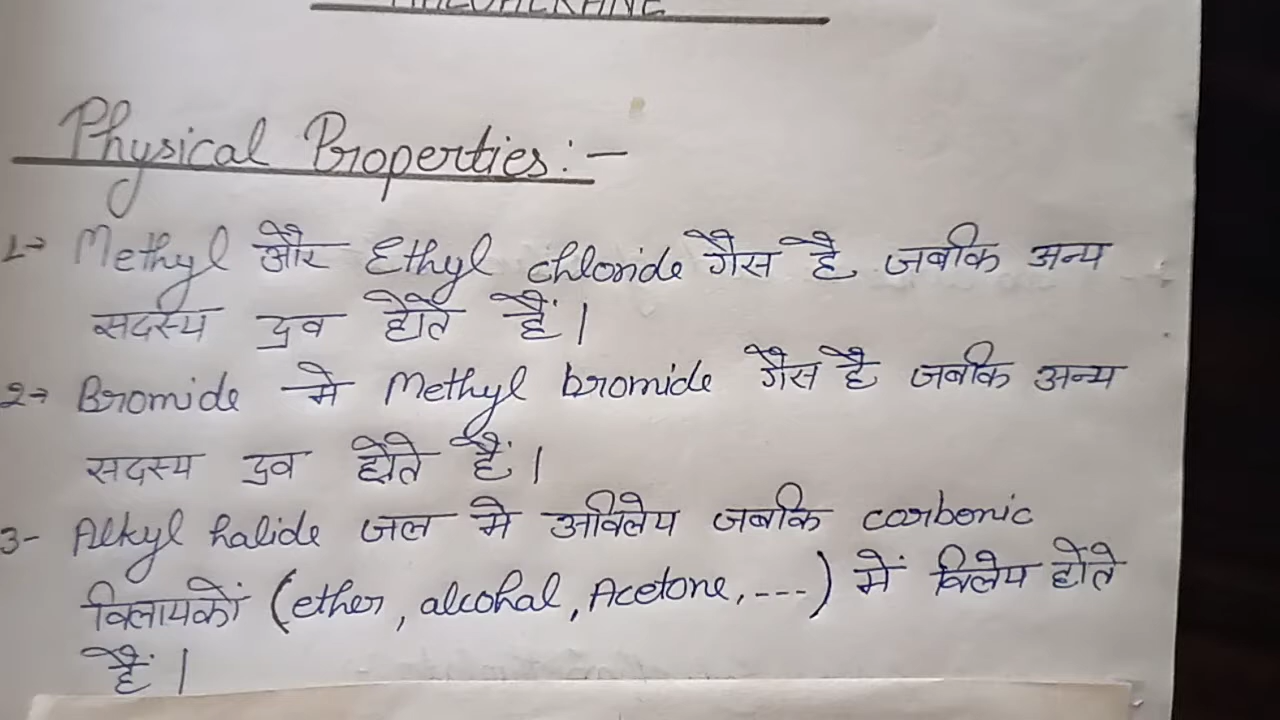 HALOALKANE
Physical Properties:-
1→ Methyl और Ethyl chloride गैस है, जबकि अन्य
सदस्य द्रव होते हैं।
2→ Bromide मे Methyl bromide गैस है जबकि अन्य
सदस्य द्रव होते हैं।
3- Alkyl halide जल मे अविलेय जबकि carbonic
विलायकों (ether, alcohal, Acetone, ---) में विलेय होते
हैं।